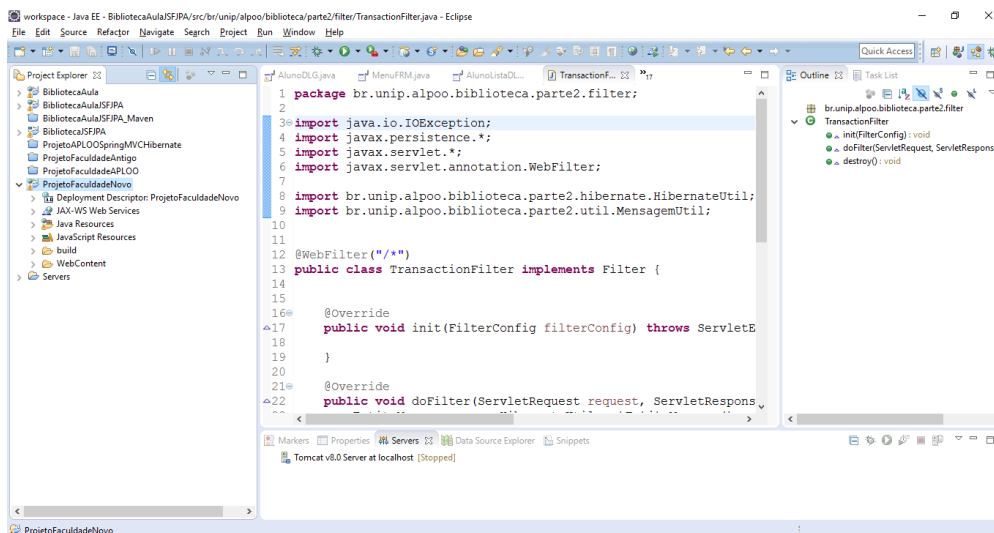 workspace - Java EE - BibliotecaAulaJSFJPA/src/br/unip/alpoo/biblioteca/parte2/filter/TransactionFilter.java - Eclipse
File Edit Source Refactor Navigate Search Project Run Window Help
Quick Access
Project Explorer
BibliotecaAula
BibliotecaAulaJSFJPA
BibliotecaAulaJSFJPA_Maven
BibliotecaJSFJPA
ProjetoAPLOOSpringMVCHibernate
ProjetoFaculdadeAntigo
ProjetoFaculdadeAPLOO
ProjetoFaculdadeNovo
Deployment Descriptor: ProjetoFaculdadeNovo
JAX-WS Web Services
Java Resources
JavaScript Resources
build
WebContent
Servers
AlunoDLG.java MenuFRM.java AlunoListaDL... TransactionF... »17
1 package br.unip.alpoo.biblioteca.parte2.filter;
2
3 import java.io.IOException;
4 import javax.persistence.*;
5 import javax.servlet.*;
6 import javax.servlet.annotation.WebFilter;
7
8 import br.unip.alpoo.biblioteca.parte2.hibernate.HibernateUtil;
9 import br.unip.alpoo.biblioteca.parte2.util.MensagemUtil;
10
11
12 @WebFilter("/*")
13 public class TransactionFilter implements Filter {
14
15
16 @Override
17 public void init(FilterConfig filterConfig) throws ServletE
18
19 }
20
21 @Override
22 public void doFilter(ServletRequest request, ServletRespons
Outline Task List
br.unip.alpoo.biblioteca.parte2.filter
TransactionFilter
init(FilterConfig) : void
doFilter(ServletRequest, ServletRespons
destroy() : void
Markers Properties Servers Data Source Explorer Snippets
Tomcat v8.0 Server at localhost [Stopped]
ProjetoFaculdadeNovo